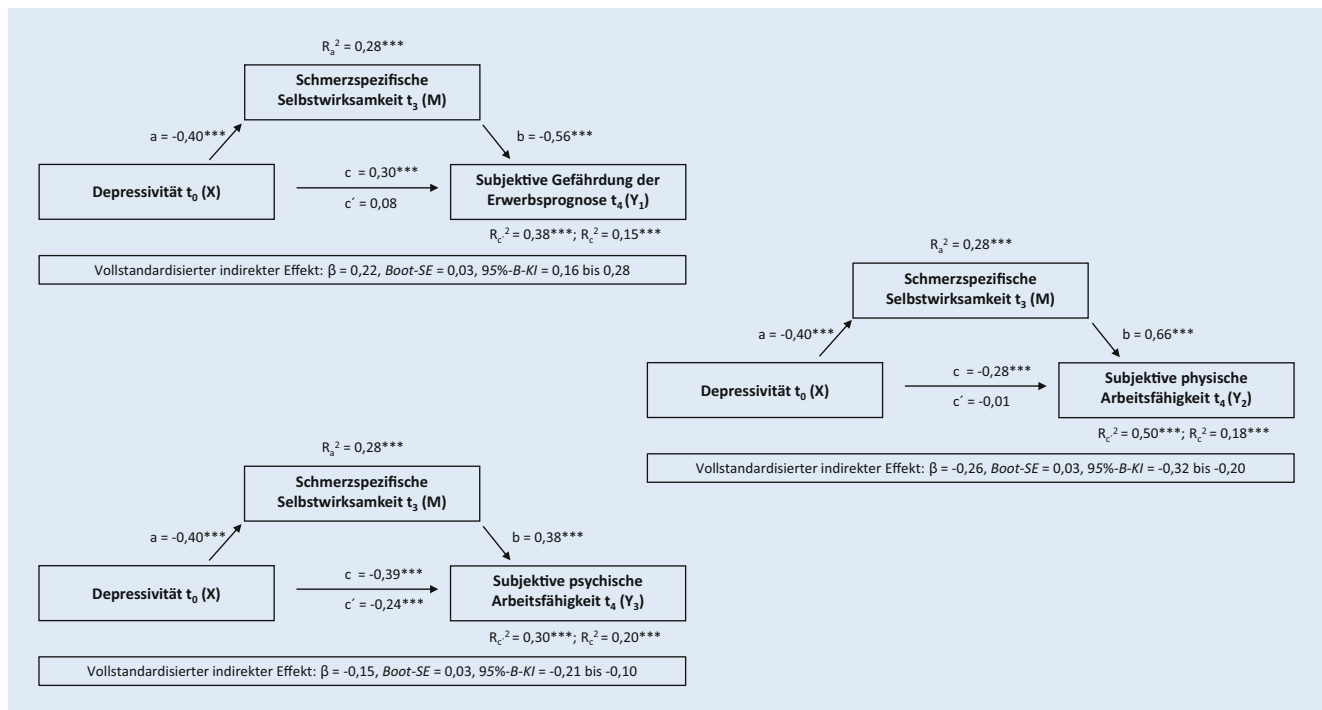 Rₐ² = 0,28***
Schmerzspezifische
Selbstwirksamkeit t₃ (M)
a = -0,40***
b = -0,56***
Depressivität t₀ (X)
c = 0,30***
c´ = 0,08
Subjektive Gefährdung der
Erwerbsprognose t₄ (Y₁)
R_c´² = 0,38***; R_c² = 0,15***
Vollstandardisierter indirekter Effekt: β = 0,22, Boot-SE = 0,03, 95%-B-KI = 0,16 bis 0,28
Rₐ² = 0,28***
Schmerzspezifische
Selbstwirksamkeit t₃ (M)
a = -0,40***
b = 0,66***
Depressivität t₀ (X)
c = -0,28***
c´ = -0,01
Subjektive physische
Arbeitsfähigkeit t₄ (Y₂)
R_c´² = 0,50***; R_c² = 0,18***
Vollstandardisierter indirekter Effekt: β = -0,26, Boot-SE = 0,03, 95%-B-KI = -0,32 bis -0,20
Rₐ² = 0,28***
Schmerzspezifische
Selbstwirksamkeit t₃ (M)
a = -0,40***
b = 0,38***
Depressivität t₀ (X)
c = -0,39***
c´ = -0,24***
Subjektive psychische
Arbeitsfähigkeit t₄ (Y₃)
R_c´² = 0,30***; R_c² = 0,20***
Vollstandardisierter indirekter Effekt: β = -0,15, Boot-SE = 0,03, 95%-B-KI = -0,21 bis -0,10